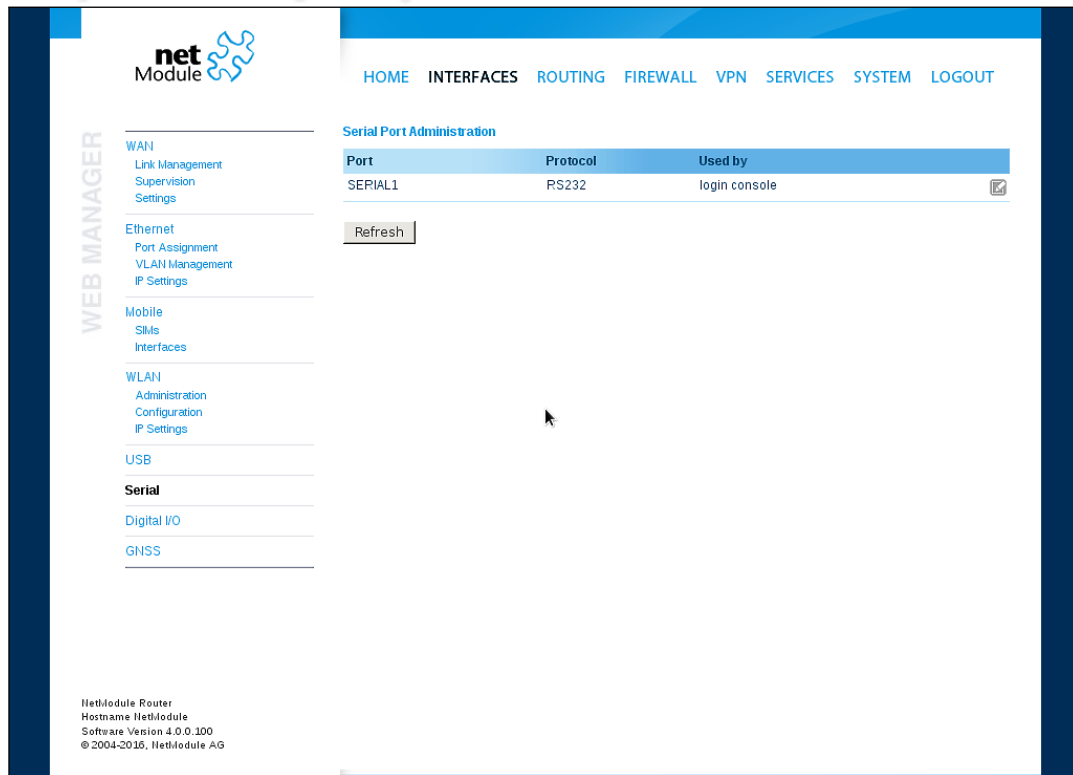 net
Module
HOME INTERFACES ROUTING FIREWALL VPN SERVICES SYSTEM LOGOUT
WEB MANAGER
WAN
Link Management
Supervision
Settings
Ethernet
Port Assignment
VLAN Management
IP Settings
Mobile
SIMs
Interfaces
WLAN
Administration
Configuration
IP Settings
USB
Serial
Digital I/O
GNSS
Serial Port Administration
Port Protocol Used by
SERIAL1 RS232 login console
Refresh
NetModule Router
Hostname NetModule
Software Version 4.0.0.100
© 2004-2016, NetModule AG